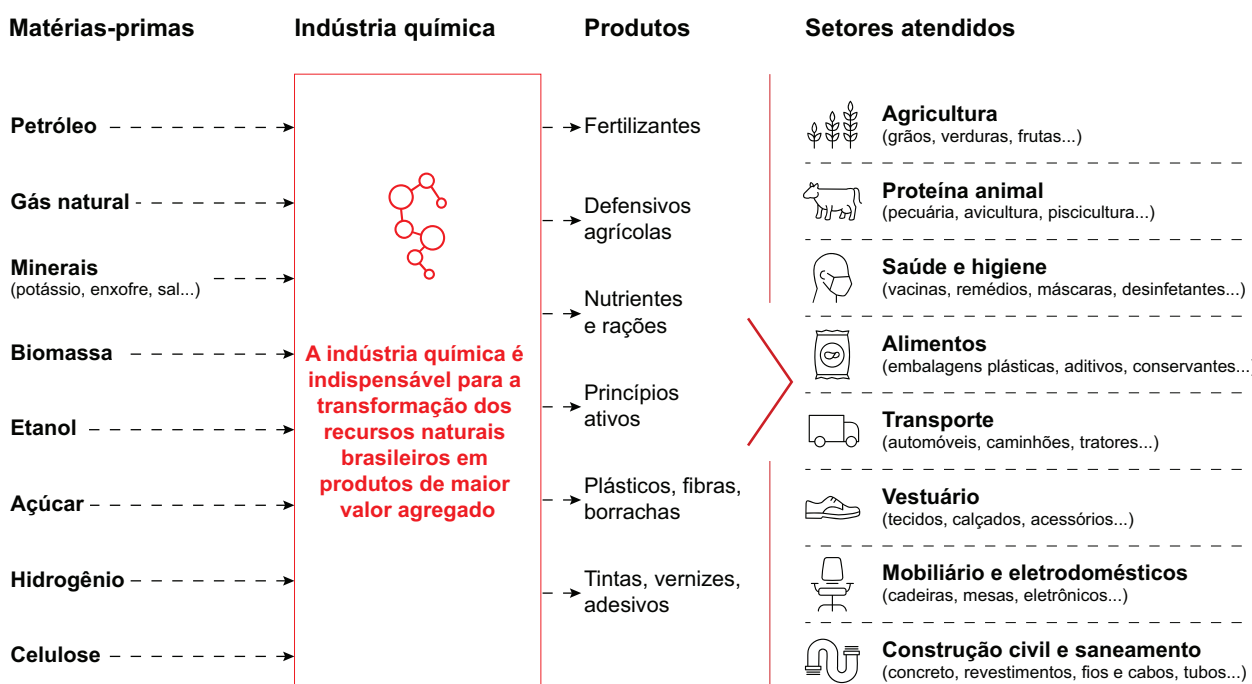 Matérias-primas
Indústria química
Produtos
Setores atendidos
Petróleo
Gás natural
Minerais
(potássio, enxofre, sal...)
Biomassa
Etanol
Açúcar
Hidrogênio
Celulose
A indústria química é
indispensável para a
transformação dos
recursos naturais
brasileiros em
produtos de maior
valor agregado
Fertilizantes
Defensivos
agrícolas
Nutrientes
e rações
Princípios
ativos
Plásticos, fibras,
borrachas
Tintas, vernizes,
adesivos
Agricultura
(grãos, verduras, frutas...)
Proteína animal
(pecuária, avicultura, piscicultura...)
Saúde e higiene
(vacinas, remédios, máscaras, desinfetantes...)
Alimentos
(embalagens plásticas, aditivos, conservantes...)
Transporte
(automóveis, caminhões, tratores...)
Vestuário
(tecidos, calçados, acessórios...)
Mobiliário e eletrodomésticos
(cadeiras, mesas, eletrônicos...)
Construção civil e saneamento
(concreto, revestimentos, fios e cabos, tubos...)